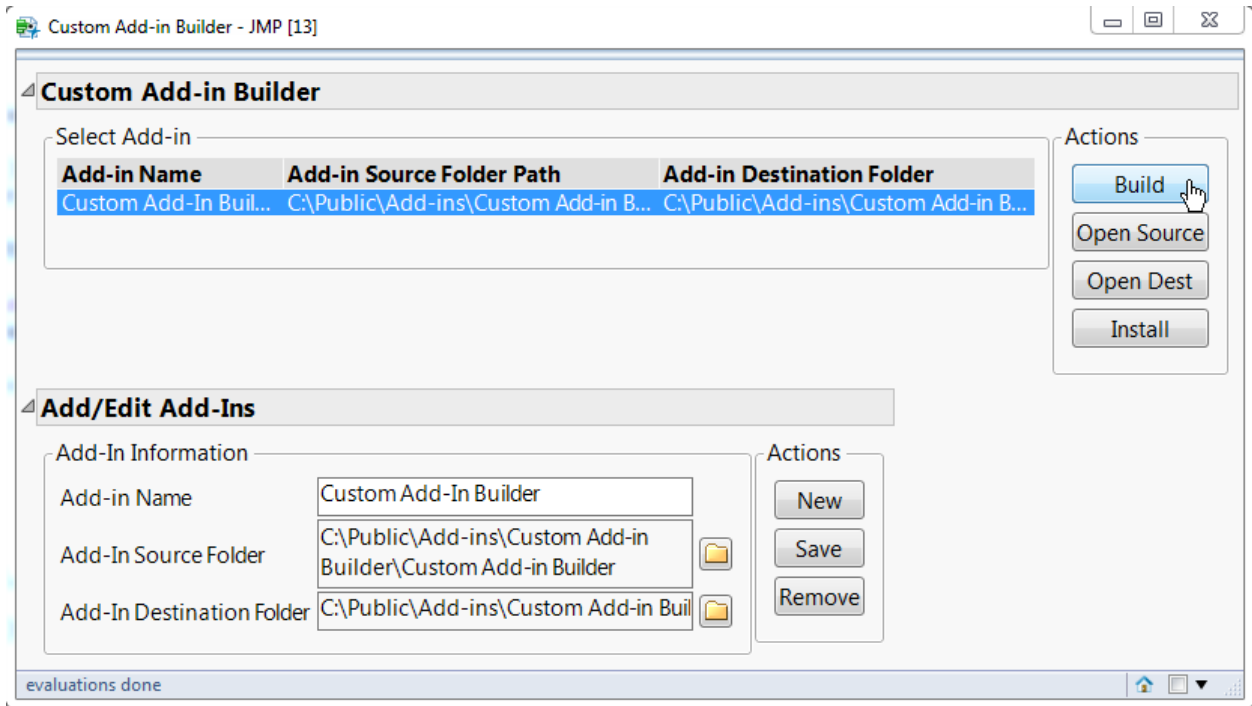 Custom Add-in Builder - JMP [13]
Custom Add-in Builder
Select Add-in
Actions
Add-in Name Add-in Source Folder Path Add-in Destination Folder
Custom Add-In Buil... C:\Public\Add-ins\Custom Add-in B... C:\Public\Add-ins\Custom Add-in B...
Build
Open Source
Open Dest
Install
Add/Edit Add-Ins
Add-In Information
Actions
Add-in Name Custom Add-In Builder
Add-In Source Folder C:\Public\Add-ins\Custom Add-in
Builder\Custom Add-in Builder
Add-In Destination Folder C:\Public\Add-ins\Custom Add-in Buil
New
Save
Remove
evaluations done